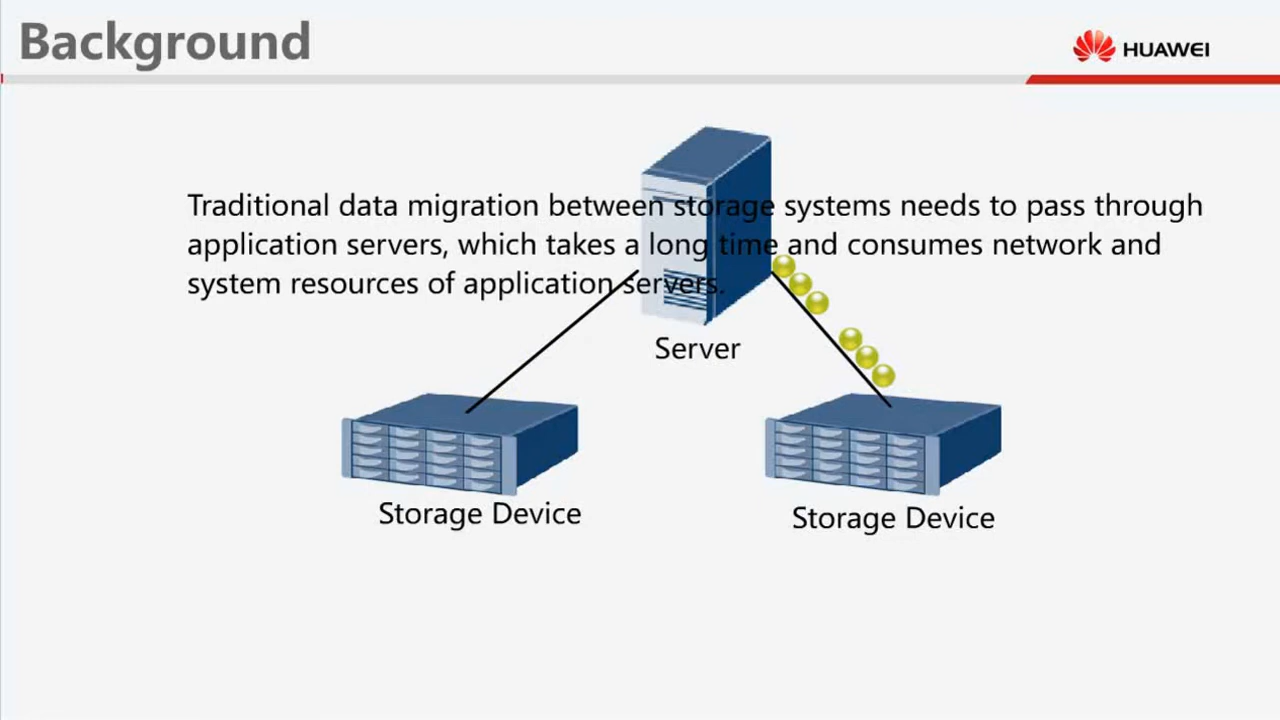 Background
HUAWEI
Traditional data migration between storage systems needs to pass through
application servers, which takes a long time and consumes network and
system resources of application servers.
Server
Storage Device
Storage Device